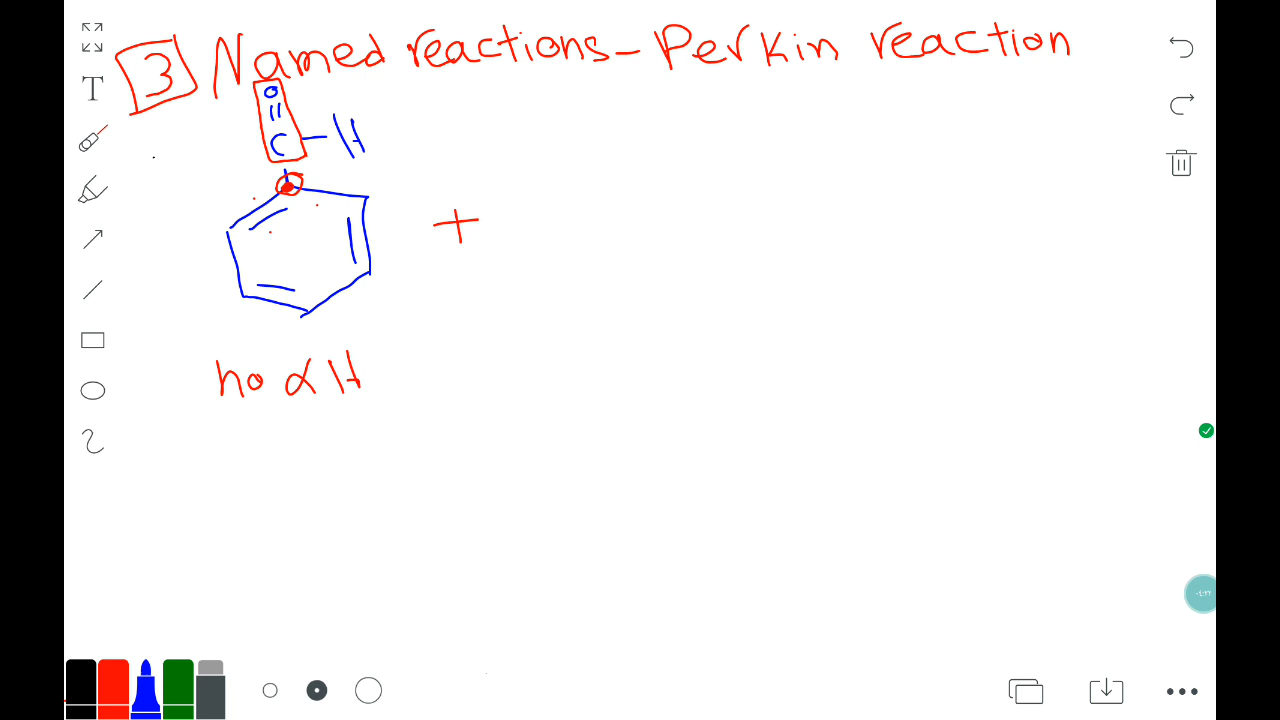 3 Named reactions - Perkin reaction
O
C - H
+
no α H
T